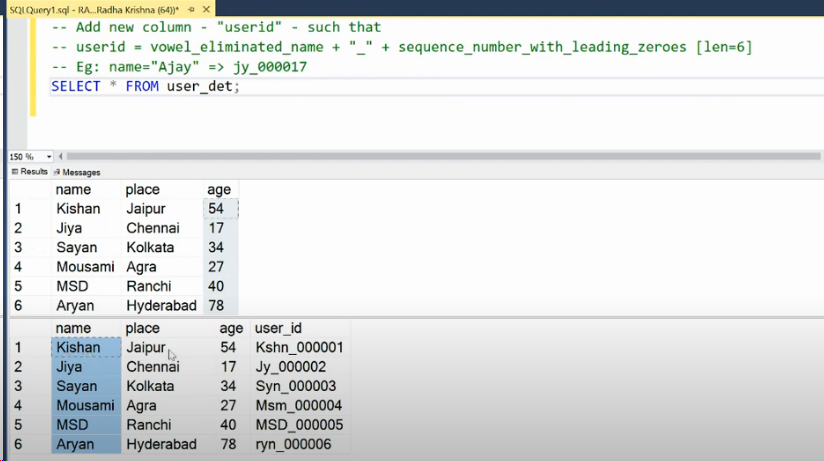 SQLQuery1.sql - RA...Radha Krishna (64))*
-- Add new column - "userid" - such that
-- userid = vowel_eliminated_name + "_" + sequence_number_with_leading_zeroes [len=6]
-- Eg: name="Ajay" => jy_000017
SELECT * FROM user_det;
150 %
Results Messages
name place age
1 Kishan Jaipur 54
2 Jiya Chennai 17
3 Sayan Kolkata 34
4 Mousami Agra 27
5 MSD Ranchi 40
6 Aryan Hyderabad 78
name place age user_id
1 Kishan Jaipur 54 Kshn_000001
2 Jiya Chennai 17 Jy_000002
3 Sayan Kolkata 34 Syn_000003
4 Mousami Agra 27 Msm_000004
5 MSD Ranchi 40 MSD_000005
6 Aryan Hyderabad 78 ryn_000006